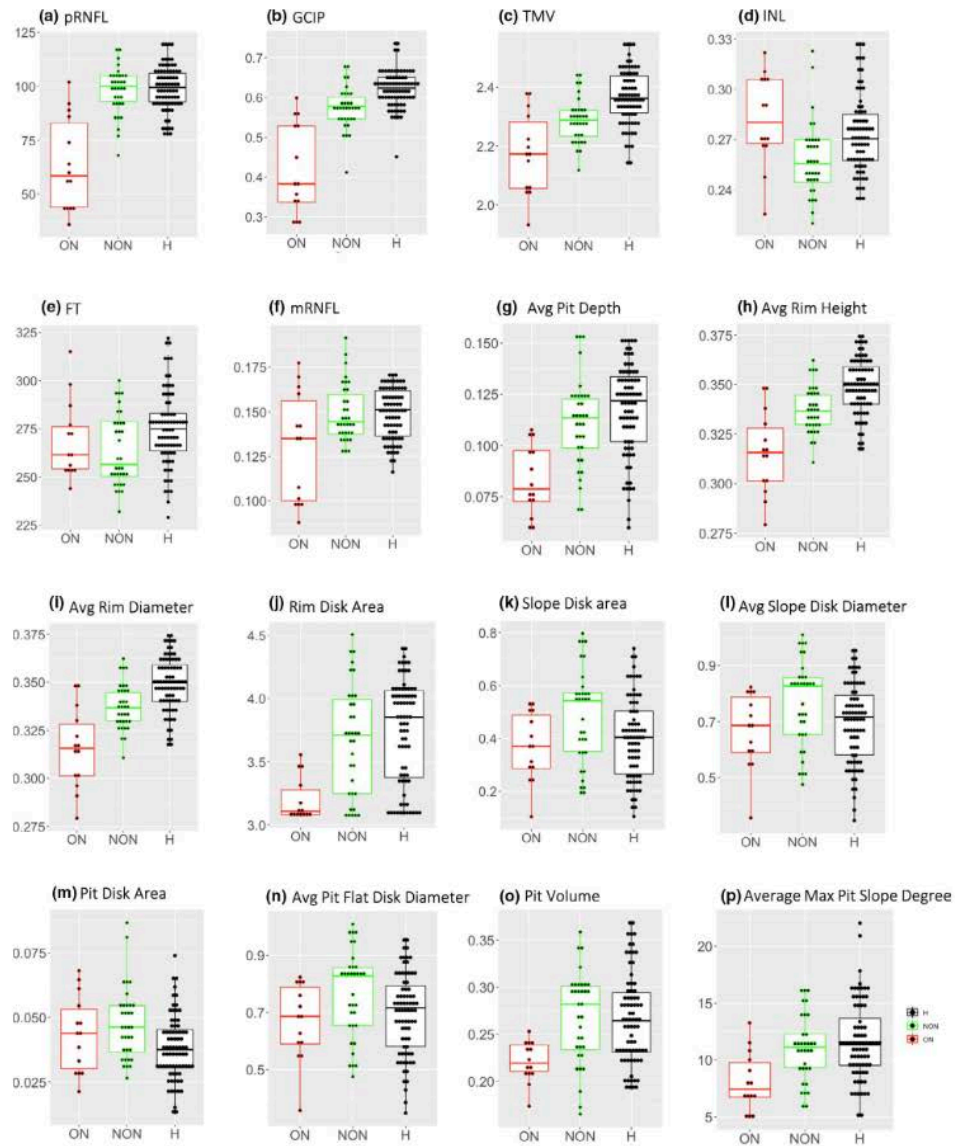 (a) pRNFL
125
100
75
50
ON NON H
(b) GCIP
0.7
0.6
0.5
0.4
0.3
ON NON H
(c) TMV
2.4
2.2
2.0
ON NON H
(d) INL
0.33
0.30
0.27
0.24
ON NON H
(e) FT
325
300
275
250
225
ON NON H
(f) mRNFL
0.175
0.150
0.125
0.100
ON NON H
(g) Avg Pit Depth
0.150
0.125
0.100
0.075
ON NON H
(h) Avg Rim Height
0.375
0.350
0.325
0.300
0.275
ON NON H
(i) Avg Rim Diameter
0.375
0.350
0.325
0.300
0.275
ON NON H
(j) Rim Disk Area
4.5
4.0
3.5
3.0
ON NON H
(k) Slope Disk area
0.8
0.6
0.4
0.2
ON NON H
(l) Avg Slope Disk Diameter
0.9
0.7
0.5
ON NON H
(m) Pit Disk Area
0.075
0.050
0.025
ON NON H
(n) Avg Pit Flat Disk Diameter
0.9
0.7
0.5
ON NON H
(o) Pit Volume
0.35
0.30
0.25
0.20
ON NON H
(p) Average Max Pit Slope Degree
20
15
10
5
ON NON H
H
NON
ON